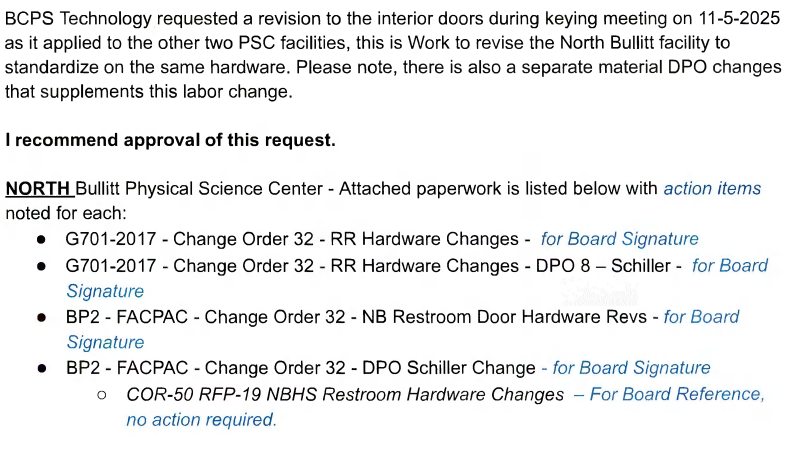 BCPS Technology requested a revision to the interior doors during keying meeting on 11-5-2025
as it applied to the other two PSC facilities, this is Work to revise the North Bullitt facility to
standardize on the same hardware. Please note, there is also a separate material DPO changes
that supplements this labor change.
I recommend approval of this request.
NORTH Bullitt Physical Science Center - Attached paperwork is listed below with action items
noted for each:
● G701-2017 - Change Order 32 - RR Hardware Changes - for Board Signature
● G701-2017 - Change Order 32 - RR Hardware Changes - DPO 8 – Schiller - for Board
Signature
● BP2 - FACPAC - Change Order 32 - NB Restroom Door Hardware Revs - for Board
Signature
● BP2 - FACPAC - Change Order 32 - DPO Schiller Change - for Board Signature
○ COR-50 RFP-19 NBHS Restroom Hardware Changes – For Board Reference,
no action required.